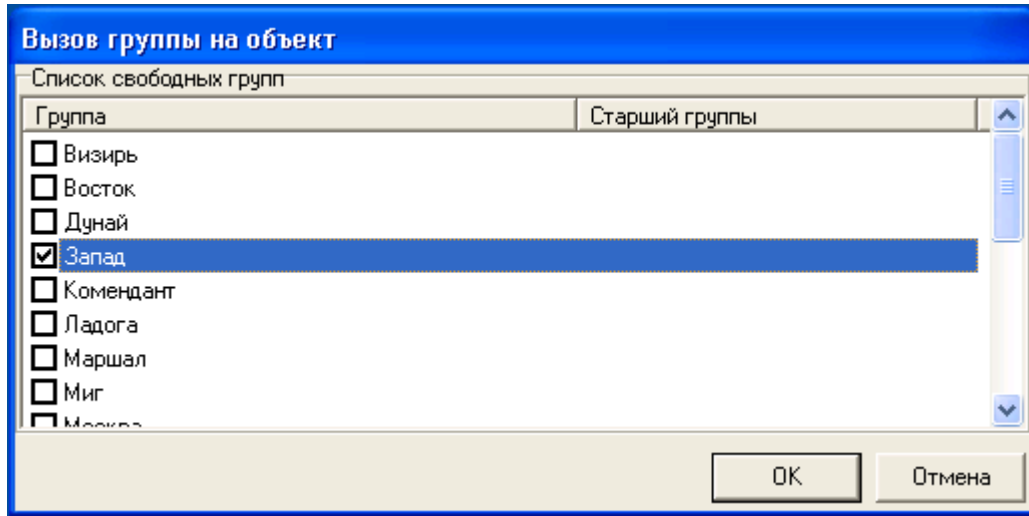 Вызов группы на объект
Список свободных групп
Группа Старший группы
Визирь
Восток
Дунай
Запад
Комендант
Ладога
Маршал
Миг
OK Отмена